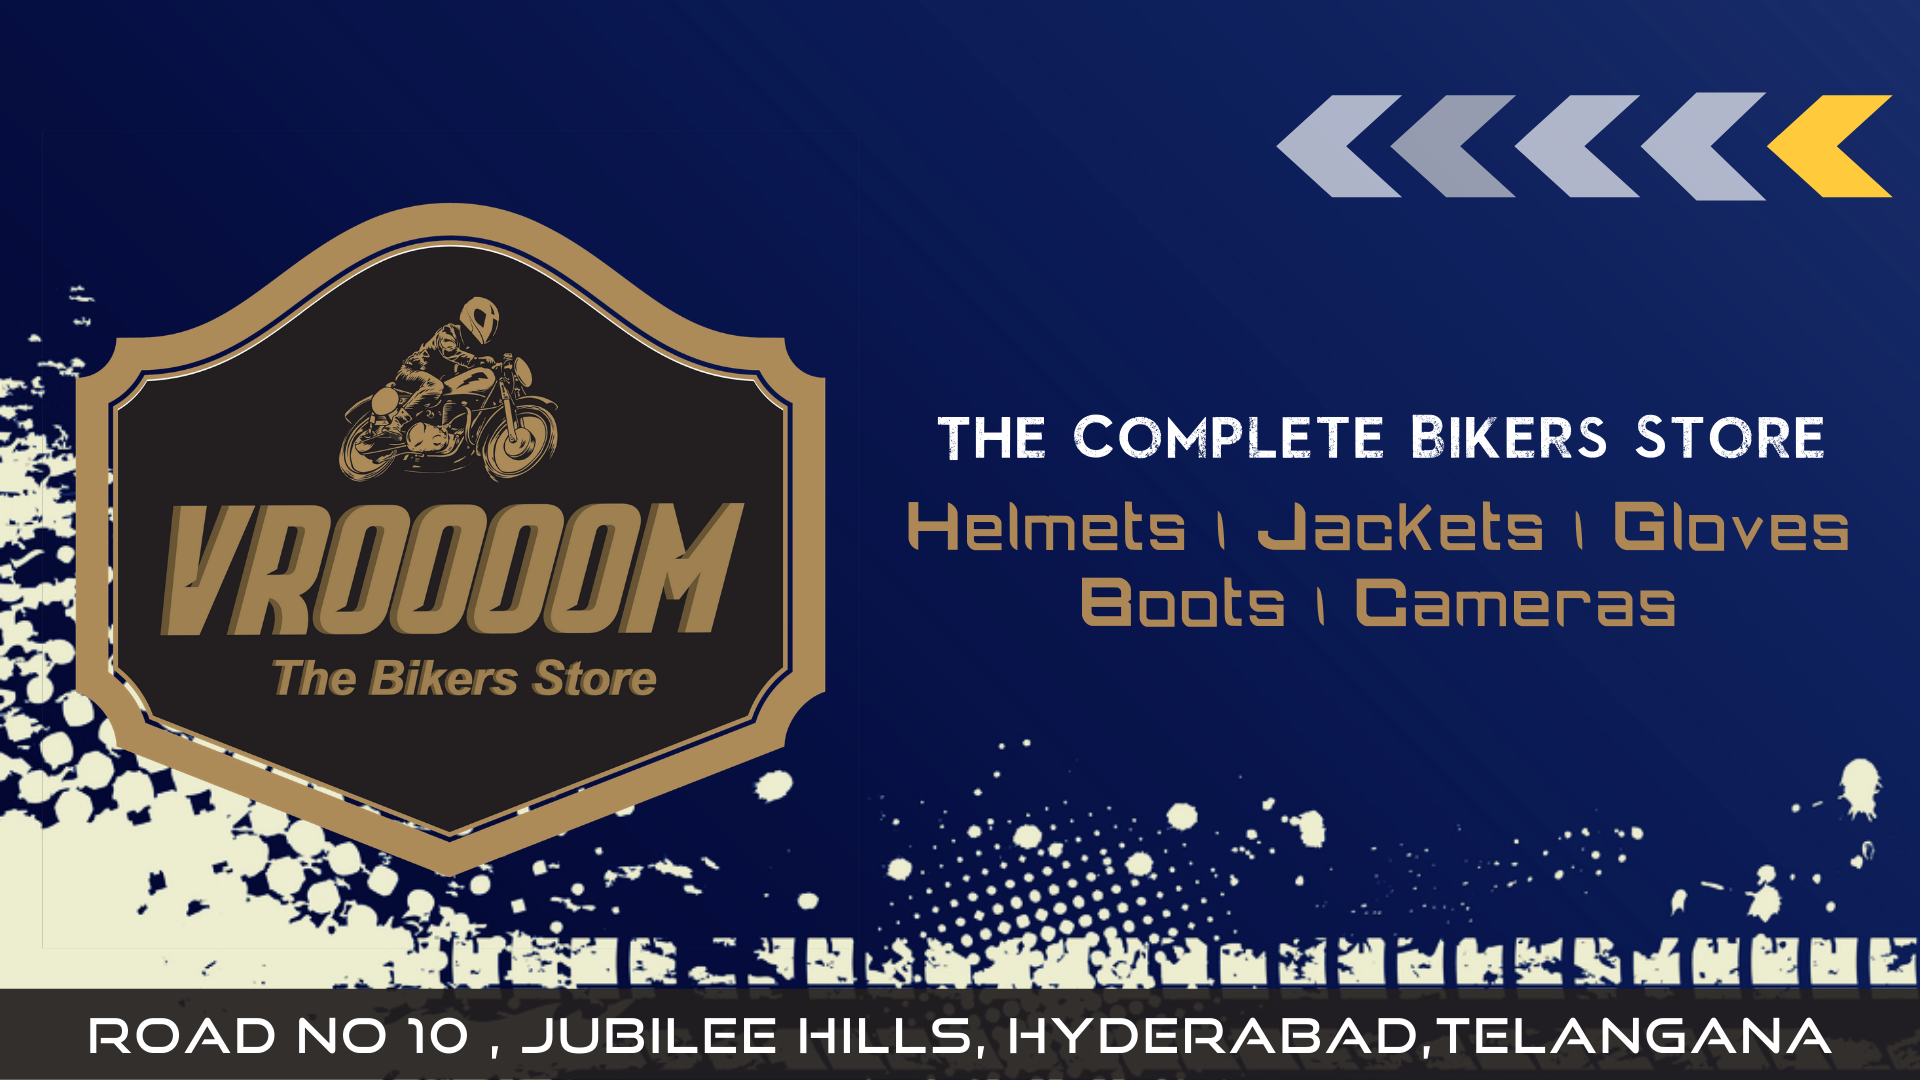 VROOOOM
The Bikers Store
THE COMPLETE BIKERS STORE
Helmets | Jackets | Gloves
Boots | Cameras
ROAD NO 10 , JUBILEE HILLS, HYDERABAD,TELANGANA